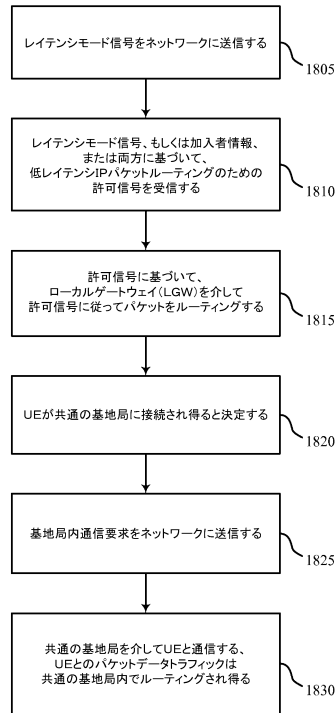 レイテンシモード信号をネットワークに送信する
1805
レイテンシモード信号、もしくは加入者情報、
または両方に基づいて、
低レイテンシIPパケットルーティングのための
許可信号を受信する
1810
許可信号に基づいて、
ローカルゲートウェイ(LGW)を介して
許可信号に従ってパケットをルーティングする
1815
UEが共通の基地局に接続され得ると決定する
1820
基地局内通信要求をネットワークに送信する
1825
共通の基地局を介してUEと通信する、
UEとのパケットデータトラフィックは
共通の基地局内でルーティングされ得る
1830